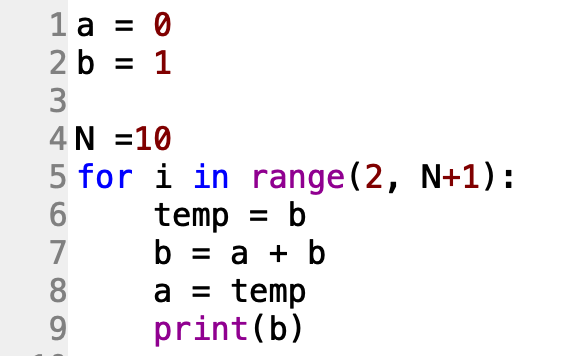 1 a = 0
2 b = 1
3
4 N =10
5 for i in range(2, N+1):
6     temp = b
7     b = a + b
8     a = temp
9     print(b)